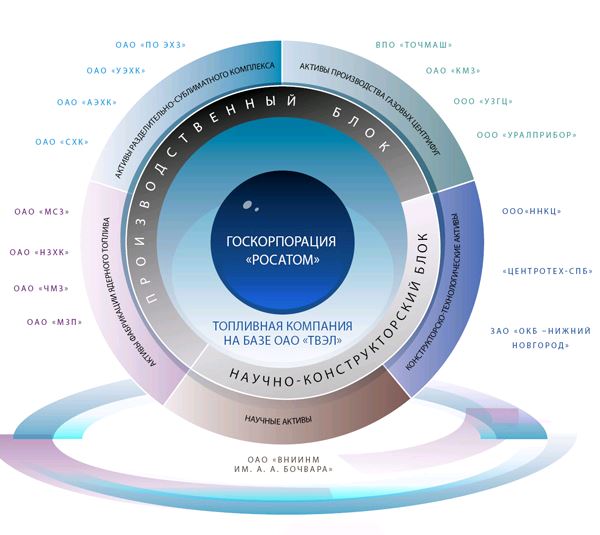 ОАО «ПО ЭХЗ»
ОАО «УЭХК»
ОАО «АЭХК»
ОАО «СХК»
АКТИВЫ РАЗДЕЛИТЕЛЬНО-СУБЛИМАТНОГО КОМПЛЕКСА
ВПО «ТОЧМАШ»
ОАО «КМЗ»
ООО «УЗГЦ»
ООО «УРАЛПРИБОР»
АКТИВЫ ПРОИЗВОДСТВА ГАЗОВЫХ ЦЕНТРИФУГ
ПРОИЗВОДСТВЕННЫЙ БЛОК
ОАО «МСЗ»
ОАО «НЗХК»
ОАО «ЧМЗ»
ОАО «МЗП»
АКТИВЫ ФАБРИКАЦИИ ЯДЕРНОГО ТОПЛИВА
ГОСКОРПОРАЦИЯ
«РОСАТОМ»
ТОПЛИВНАЯ КОМПАНИЯ
НА БАЗЕ ОАО «ТВЭЛ»
НАУЧНО-КОНСТРУКТОРСКИЙ БЛОК
КОНСТРУКТОРСКО-ТЕХНОЛОГИЧЕСКИЕ АКТИВЫ
ООО«ННКЦ»
«ЦЕНТРОТЕХ-СПБ»
ЗАО «ОКБ –НИЖНИЙ
НОВГОРОД»
НАУЧНЫЕ АКТИВЫ
ОАО «ВНИИНМ
ИМ. А. А. БОЧВАРА»